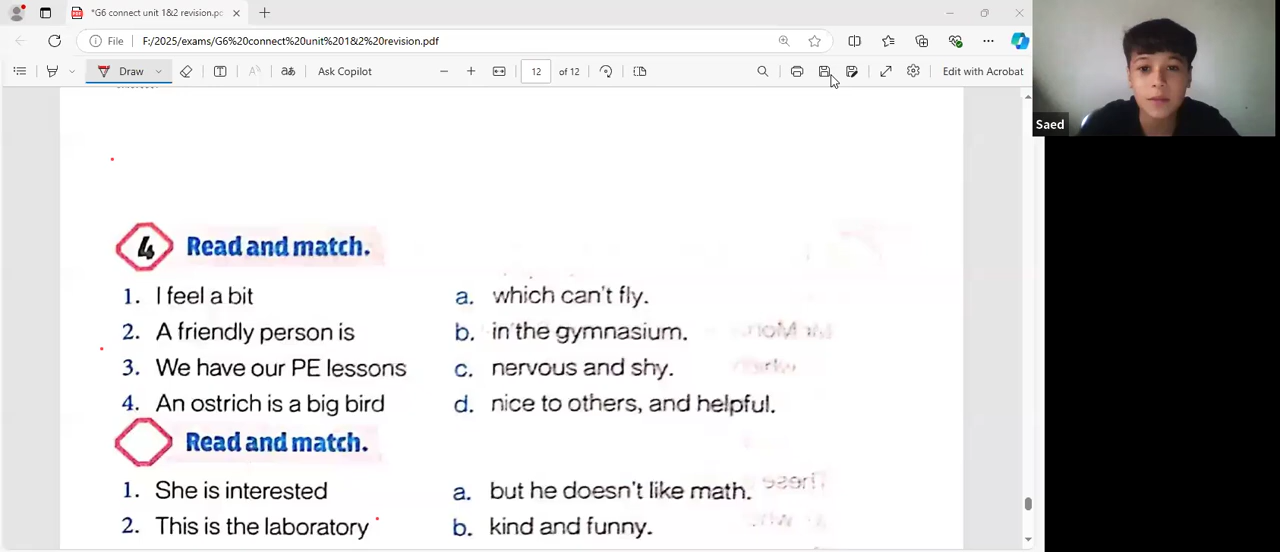 *G6 connect unit 1&2 revision.pc
File F:/2025/exams/G6%20connect%20unit%201&2%20revision.pdf
Draw aあ Ask Copilot 12 of 12 Edit with Acrobat
Saed
4 Read and match.
1. I feel a bit a. which can't fly.
2. A friendly person is b. in the gymnasium.
3. We have our PE lessons c. nervous and shy.
4. An ostrich is a big bird d. nice to others, and helpful.
Read and match.
1. She is interested a. but he doesn't like math.
2. This is the laboratory b. kind and funny.